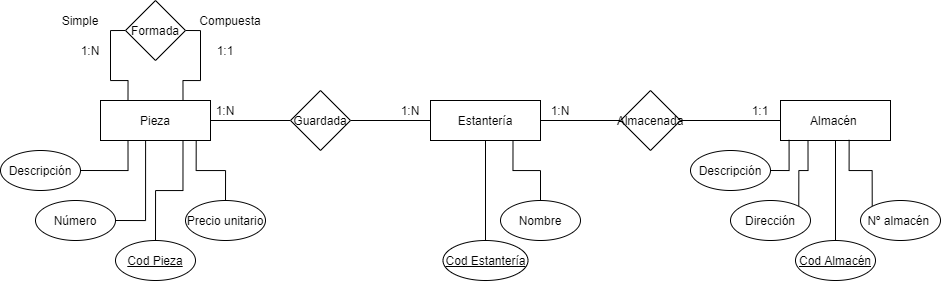 Simple
Formada
Compuesta
1:N
1:1
Pieza
1:N
Guardada
1:N
Estantería
1:N
Almacenada
1:1
Almacén
Descripción
Número
Cod Pieza
Precio unitario
Cod Estantería
Nombre
Descripción
Dirección
Cod Almacén
Nº almacén